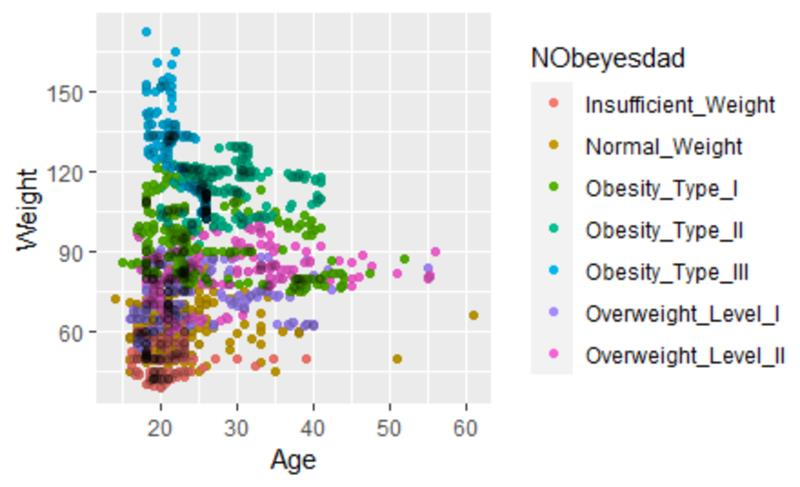 150
120
90
60
Weight
20 30 40 50 60
Age
NObeyesdad
Insufficient_Weight
Normal_Weight
Obesity_Type_I
Obesity_Type_II
Obesity_Type_III
Overweight_Level_I
Overweight_Level_II